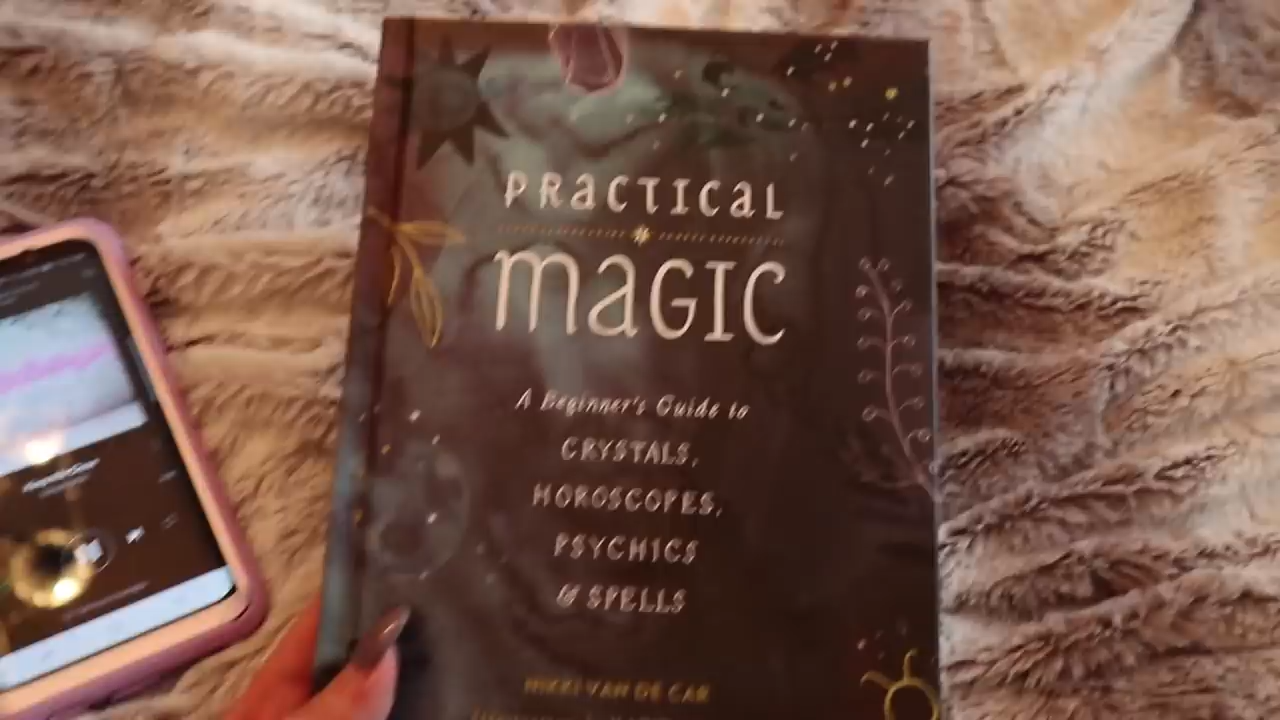 PRACTICAL
MAGIC
A Beginner's Guide to
CRYSTALS,
HOROSCOPES,
PSYCHICS
& SPELLS
NIKKI VAN DE CAR